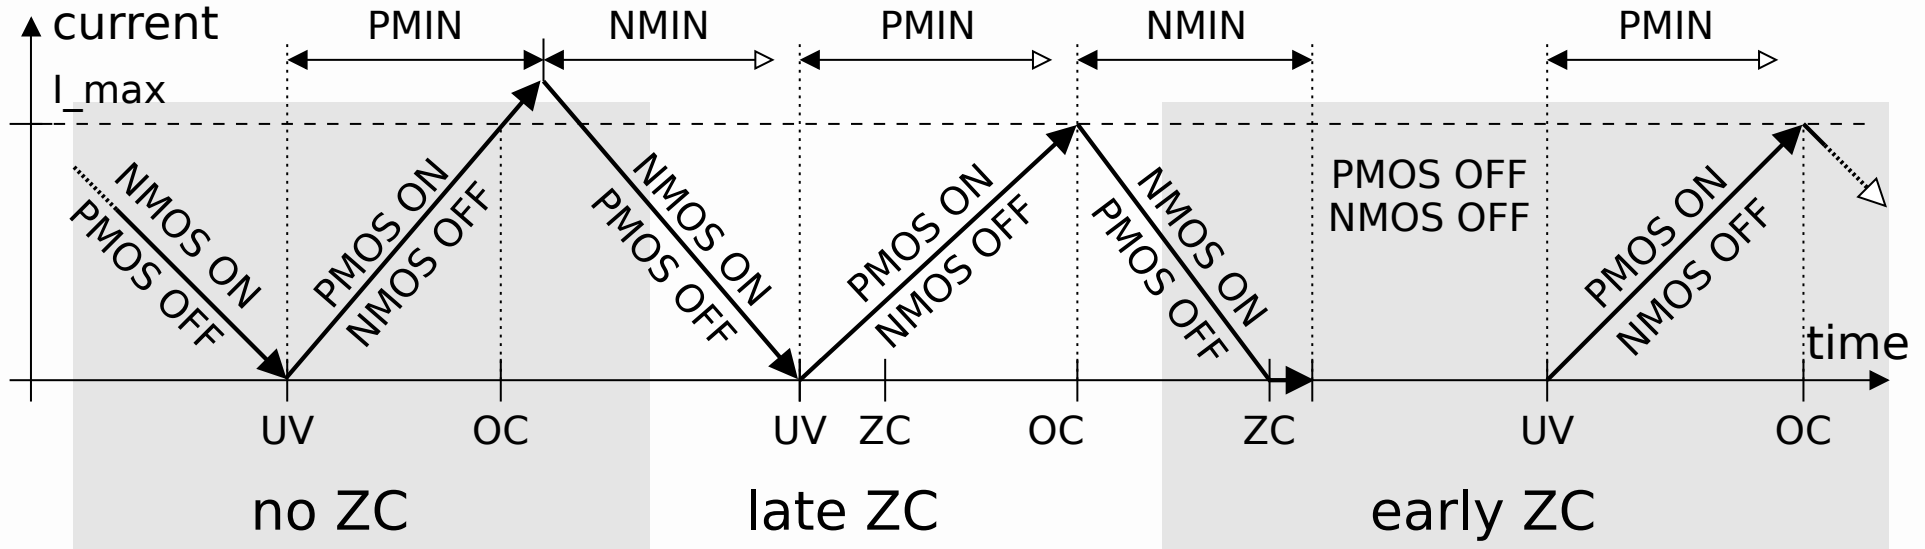 current
PMIN
NMIN
PMIN
NMIN
PMIN
I_max
NMOS ON
PMOS OFF
PMOS ON
NMOS OFF
NMOS ON
PMOS OFF
PMOS ON
NMOS OFF
NMOS ON
PMOS OFF
PMOS OFF
NMOS OFF
PMOS ON
NMOS OFF
time
UV
OC
UV
ZC
OC
ZC
UV
OC
no ZC
late ZC
early ZC